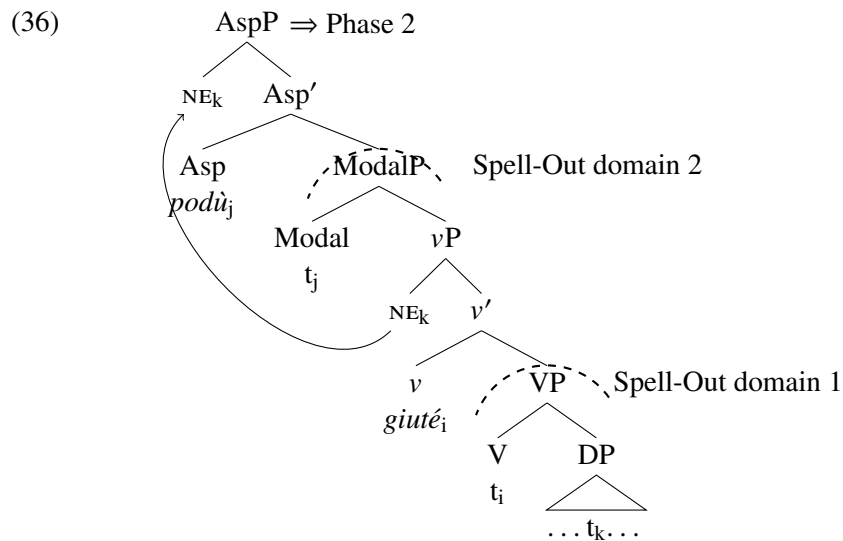 (36) AspP ⇒ Phase 2
NEₖ Asp′
Asp ModalP Spell-Out domain 2
podùⱼ
Modal vP
tⱼ
NEₖ v′
v VP Spell-Out domain 1
giutéᵢ
V DP
tᵢ
…tₖ…